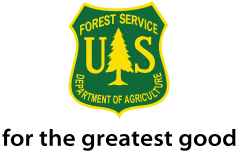 FOREST SERVICE
U S
DEPARTMENT OF AGRICULTURE
for the greatest good